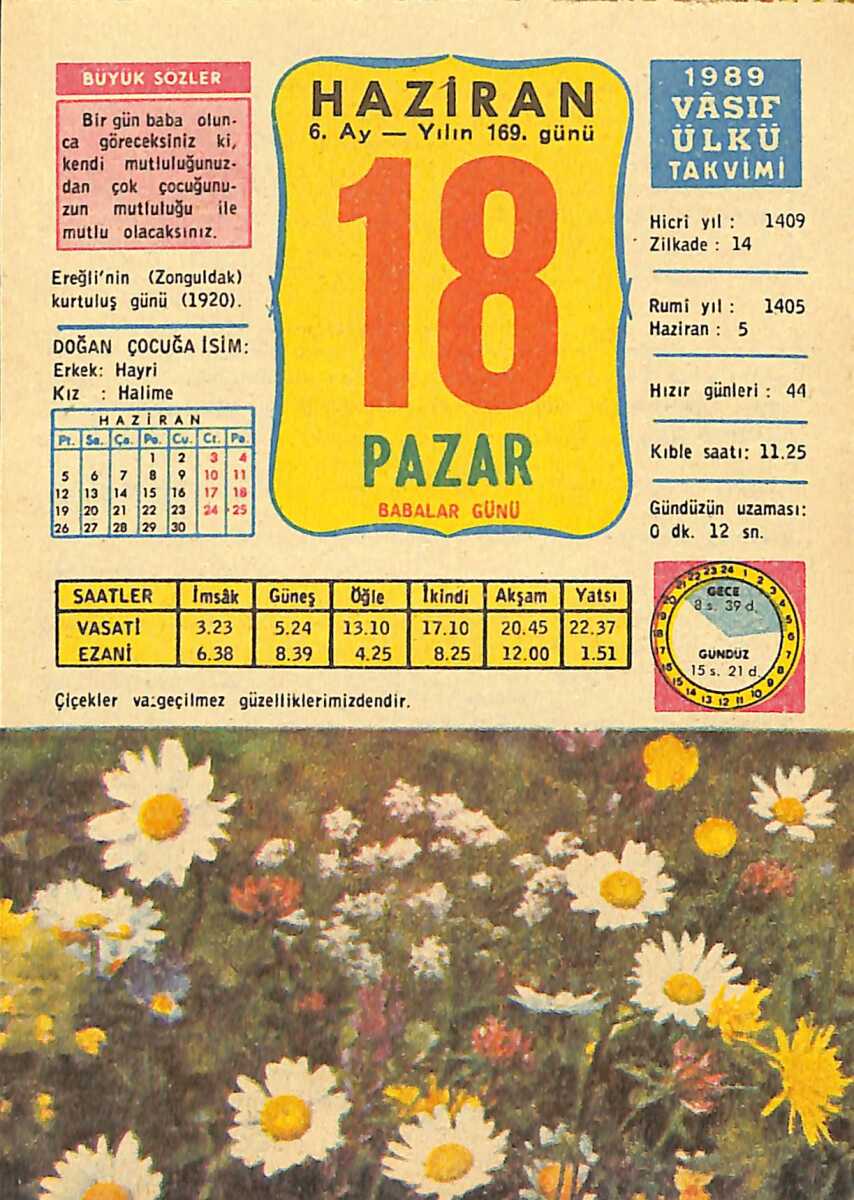 BÜYÜK SÖZLER
Bir gün baba olun-
ca göreceksiniz ki,
kendi mutluluğunuz-
dan çok çocuğunu-
zun mutluluğu ile
mutlu olacaksınız.
Ereğli'nin (Zonguldak)
kurtuluş günü (1920).
DOĞAN ÇOCUĞA İSİM:
Erkek: Hayri
Kız : Halime
HAZİRAN
Pt. Sa. Ça. Pe. Cu. Ct. Pa.
1 2 3 4
5 6 7 8 9 10 11
12 13 14 15 16 17 18
19 20 21 22 23 24 25
26 27 28 29 30
HAZİRAN
6. Ay — Yılın 169. günü
18
PAZAR
BABALAR GÜNÜ
1989
VÂSIF
ÜLKÜ
TAKVİMİ
Hicrî yıl : 1409
Zilkade : 14
Rumî yıl : 1405
Haziran : 5
Hızır günleri : 44
Kıble saatı: 11.25
Gündüzün uzaması:
0 dk. 12 sn.
SAATLER İmsâk Güneş Öğle İkindi Akşam Yatsı
VASATİ 3.23 5.24 13.10 17.10 20.45 22.37
EZANİ 6.38 8.39 4.25 8.25 12.00 1.51
GECE
8 s. 39 d.
GÜNDÜZ
15 s. 21 d.
Çiçekler vazgeçilmez güzelliklerimizdendir.